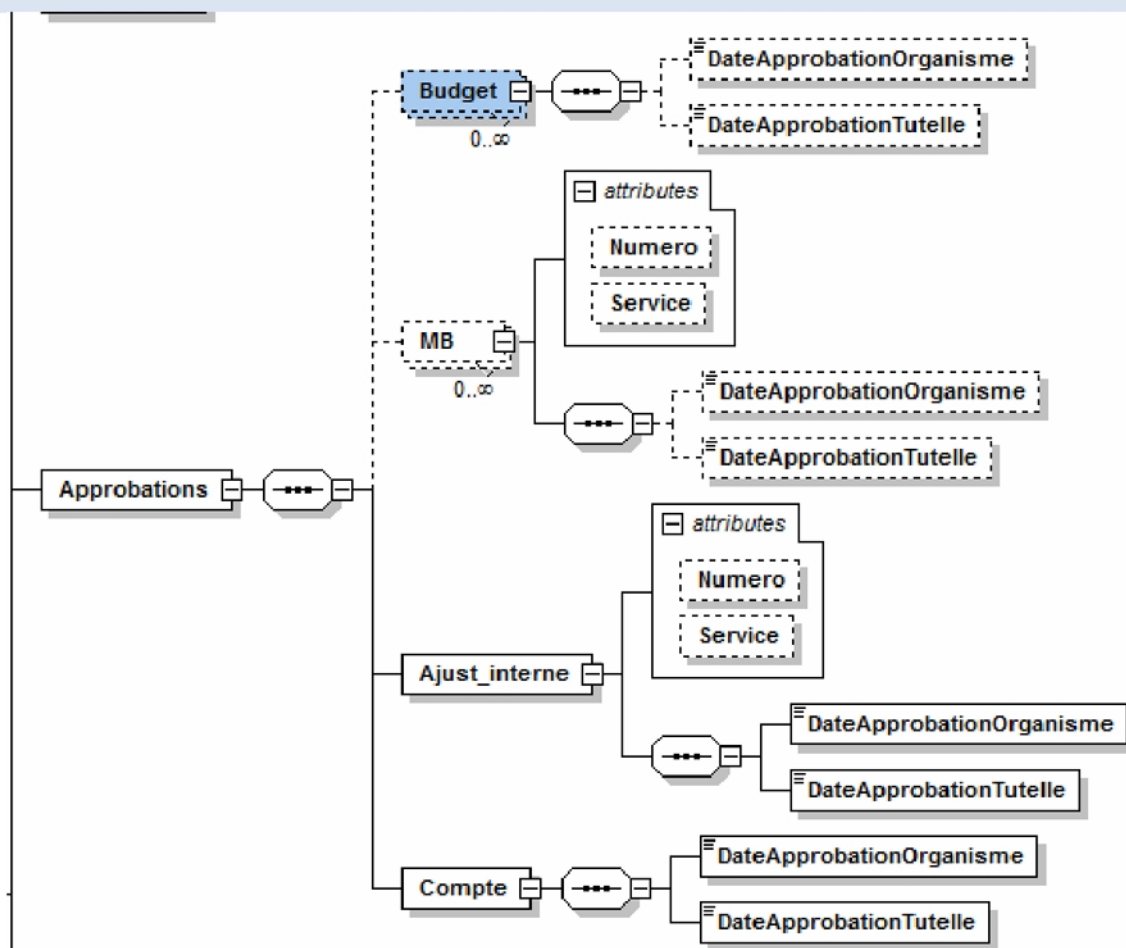 DateApprobationOrganisme
Budget
DateApprobationTutelle
0..∞
attributes
Numero
Service
MB
0..∞
DateApprobationOrganisme
DateApprobationTutelle
Approbations
attributes
Numero
Service
Ajust_interne
DateApprobationOrganisme
DateApprobationTutelle
DateApprobationOrganisme
Compte
DateApprobationTutelle